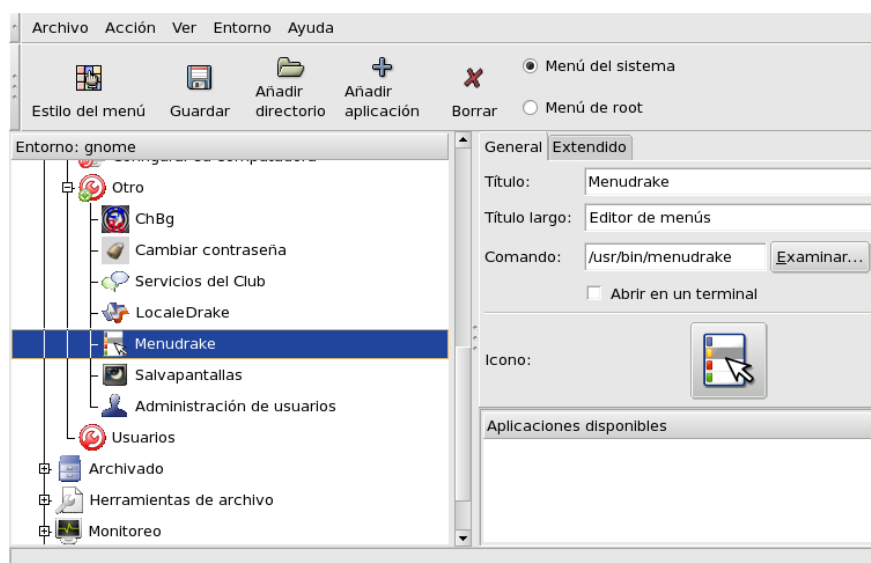 Archivo Acción Ver Entorno Ayuda
Estilo del menú
Guardar
Añadir
directorio
Añadir
aplicación
Borrar
Menú del sistema
Menú de root
Entorno: gnome
Configurar su computadora
Otro
ChBg
Cambiar contraseña
Servicios del Club
LocaleDrake
Menudrake
Salvapantallas
Administración de usuarios
Usuarios
Archivado
Herramientas de archivo
Monitoreo
General Extendido
Título: Menudrake
Título largo: Editor de menús
Comando: /usr/bin/menudrake Examinar...
Abrir en un terminal
Icono:
Aplicaciones disponibles